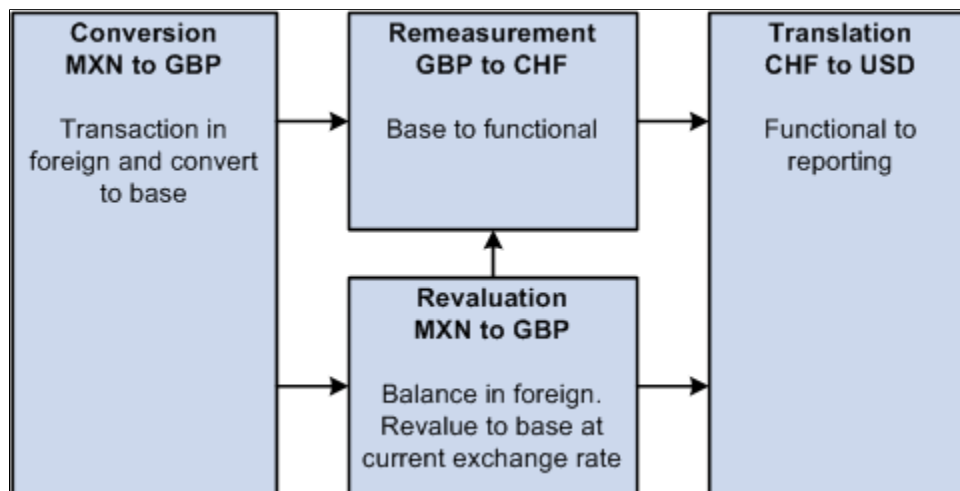 Conversion
MXN to GBP
Transaction in
foreign and convert
to base
Remeasurement
GBP to CHF
Base to functional
Revaluation
MXN to GBP
Balance in foreign.
Revalue to base at
current exchange rate
Translation
CHF to USD
Functional to
reporting